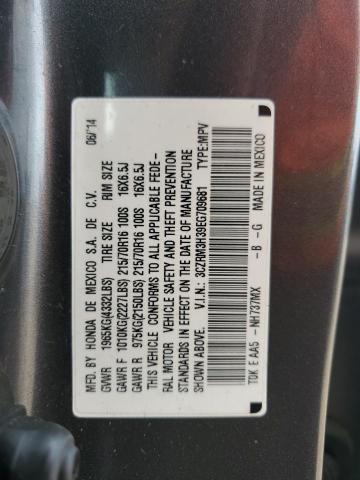 MFD. BY HONDA DE MEXICO S.A. DE C.V. 06/'14
GVWR 1965KG(4332LBS) TIRE SIZE RIM SIZE
GAWR F 1010KG(2227LBS) 215/70R16 100S 16X6.5J
GAWR R 975KG(2150LBS) 215/70R16 100S 16X6.5J
THIS VEHICLE CONFORMS TO ALL APPLICABLE FEDE-
RAL MOTOR VEHICLE SAFETY AND THEFT PREVENTION
STANDARDS IN EFFECT ON THE DATE OF MANUFACTURE
SHOWN ABOVE. V.I.N.: 3CZRM3H39EG709681 TYPE:MPV
T0K E AA5 -NH737MX -B -G MADE IN MEXICO